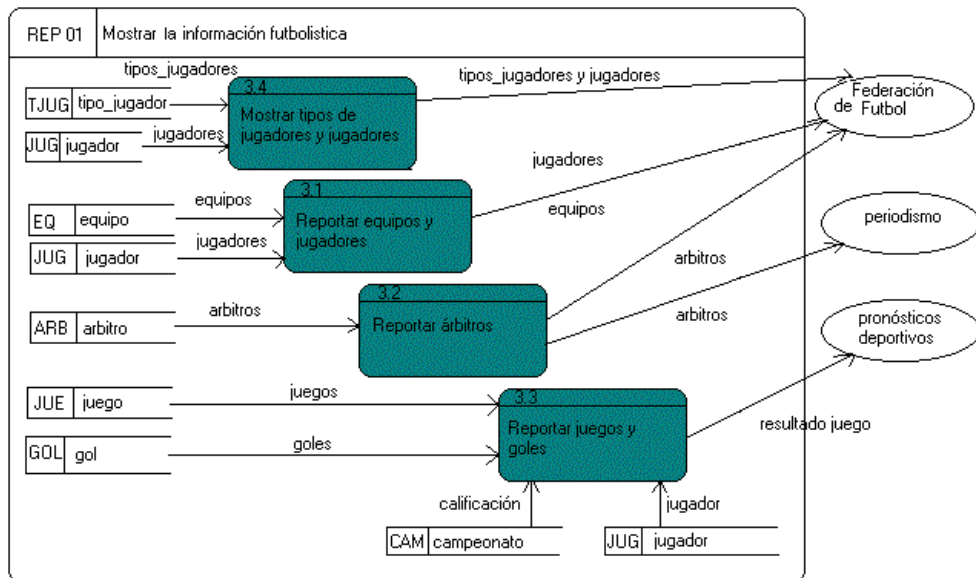 REP 01 Mostrar la información futbolistica
tipos_jugadores
TJUG tipo_jugador
jugadores
JUG jugador
3.4
Mostrar tipos de
jugadores y jugadores
tipos_jugadores y jugadores
Federación
de Futbol
equipos
EQ equipo
jugadores
JUG jugador
3.1
Reportar equipos y
jugadores
jugadores
equipos
periodismo
arbitros
ARB arbitro
3.2
Reportar árbitros
arbitros
arbitros
pronósticos
deportivos
juegos
JUE juego
goles
GOL gol
3.3
Reportar juegos y
goles
resultado juego
calificación
CAM campeonato
jugador
JUG jugador